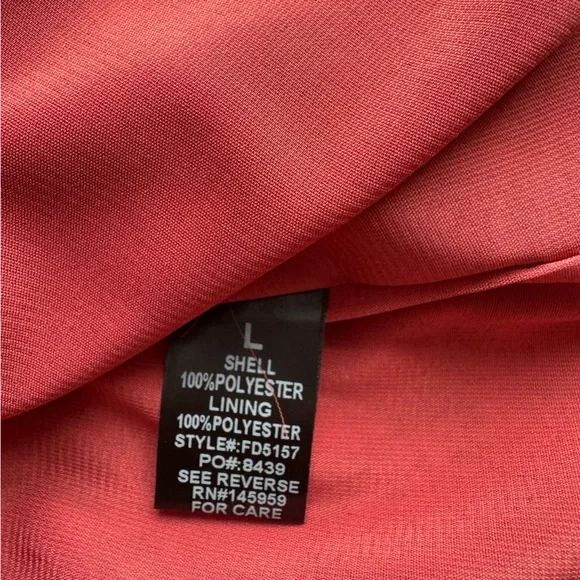 L
SHELL
100%POLYESTER
LINING
100%POLYESTER
STYLE#:FD5157
PO#:8439
SEE REVERSE
RN#145959
FOR CARE